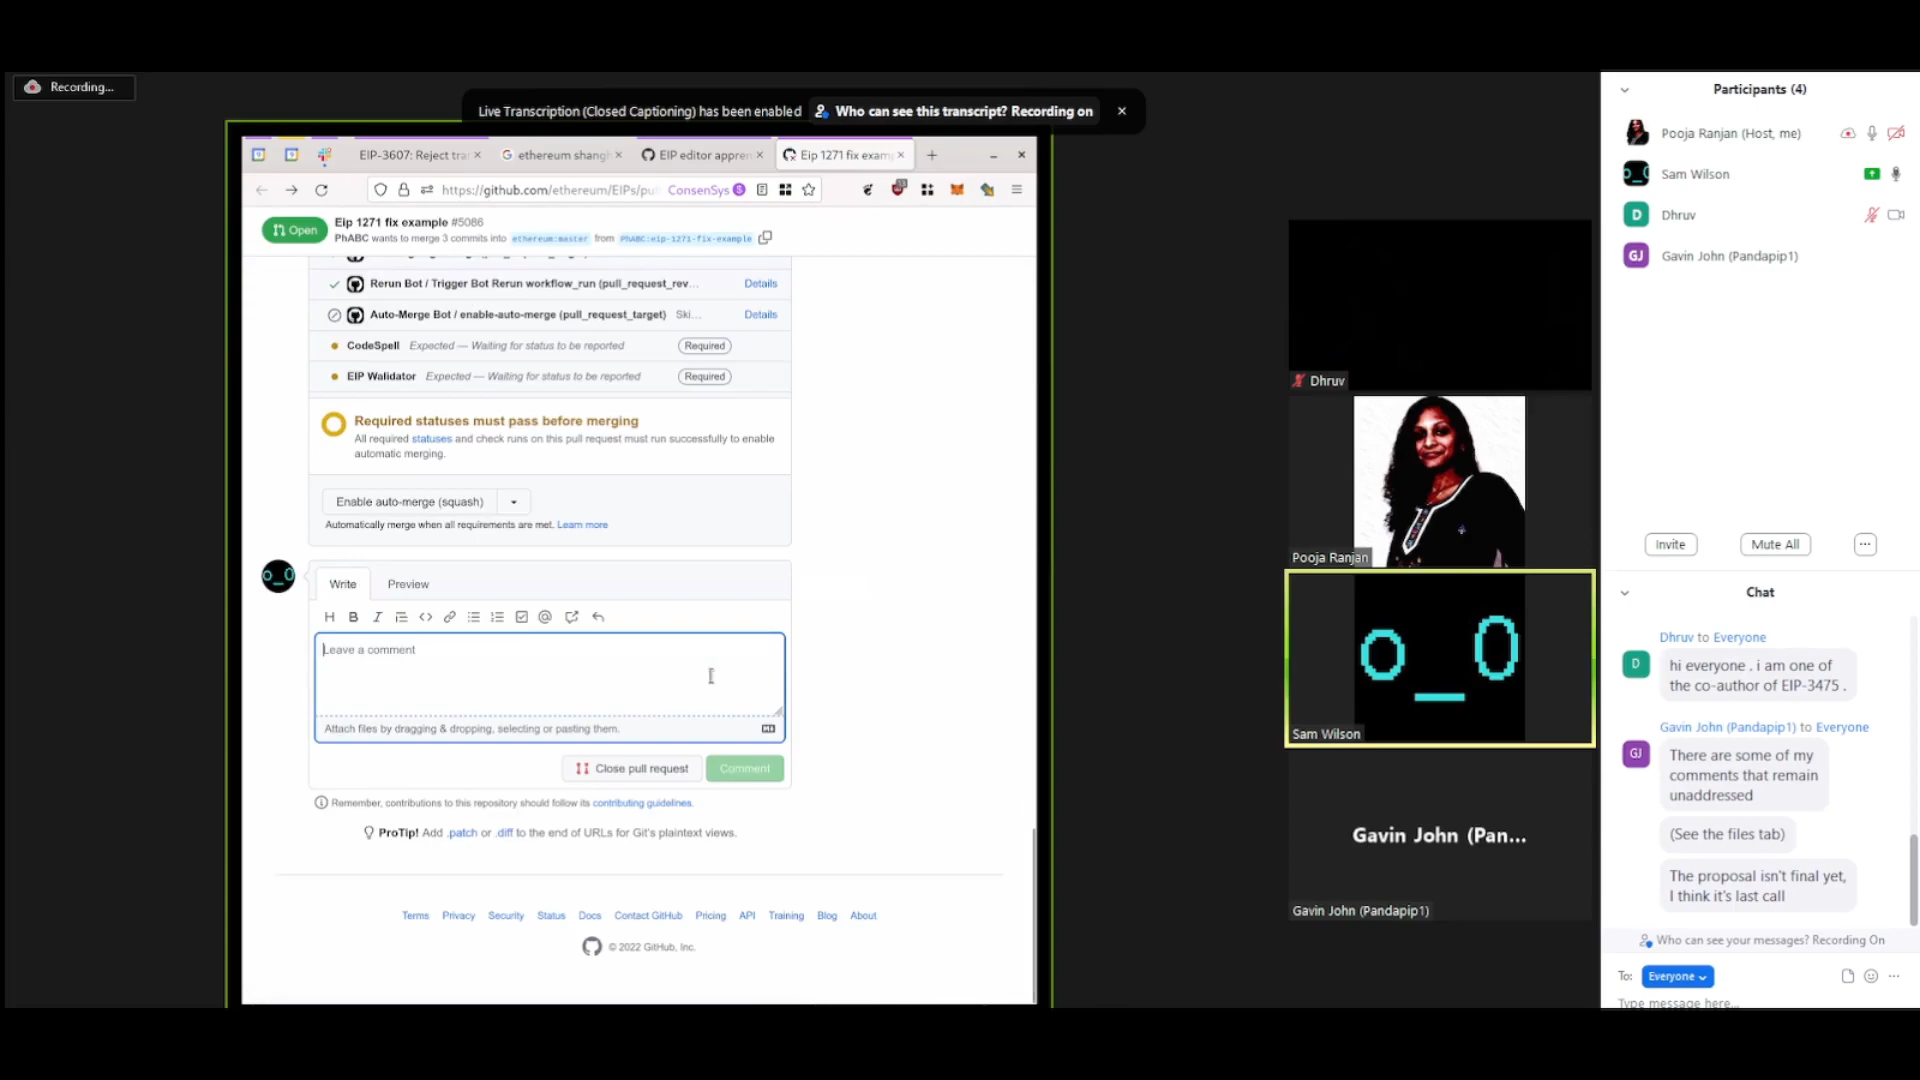 Recording...
Live Transcription (Closed Captioning) has been enabled
Who can see this transcript? Recording on
EIP-3607: Reject tra
ethereum shangh
EIP editor appren
Eip 1271 fix examp
https://github.com/ethereum/EIPs/pu
ConsenSys
Open
Eip 1271 fix example #5086
PhABC wants to merge 3 commits into ethereum:master from PhABC:eip-1271-fix-example
Rerun Bot / Trigger Bot Rerun workflow_run (pull_request_rev...
Details
Auto-Merge Bot / enable-auto-merge (pull_request_target) Ski...
Details
CodeSpell Expected — Waiting for status to be reported
Required
EIP Walidator Expected — Waiting for status to be reported
Required
Required statuses must pass before merging
All required statuses and check runs on this pull request must run successfully to enable
automatic merging.
Enable auto-merge (squash)
Automatically merge when all requirements are met. Learn more
Write
Preview
Leave a comment
Attach files by dragging & dropping, selecting or pasting them.
Close pull request
Comment
Remember, contributions to this repository should follow its contributing guidelines.
ProTip! Add .patch or .diff to the end of URLs for Git's plaintext views.
Terms Privacy Security Status Docs Contact GitHub Pricing API Training Blog About
© 2022 GitHub, Inc.
Dhruv
Pooja Ranjan
Sam Wilson
Gavin John (Pan...
Gavin John (Pandapip1)
Participants (4)
Pooja Ranjan (Host, me)
Sam Wilson
D
Dhruv
GJ
Gavin John (Pandapip1)
Invite
Mute All
Chat
Dhruv to Everyone
D
hi everyone . i am one of
the co-author of EIP-3475 .
Gavin John (Pandapip1) to Everyone
GJ
There are some of my
comments that remain
unaddressed
(See the files tab)
The proposal isn't final yet,
I think it's last call
Who can see your messages? Recording On
To: Everyone
Type message here...